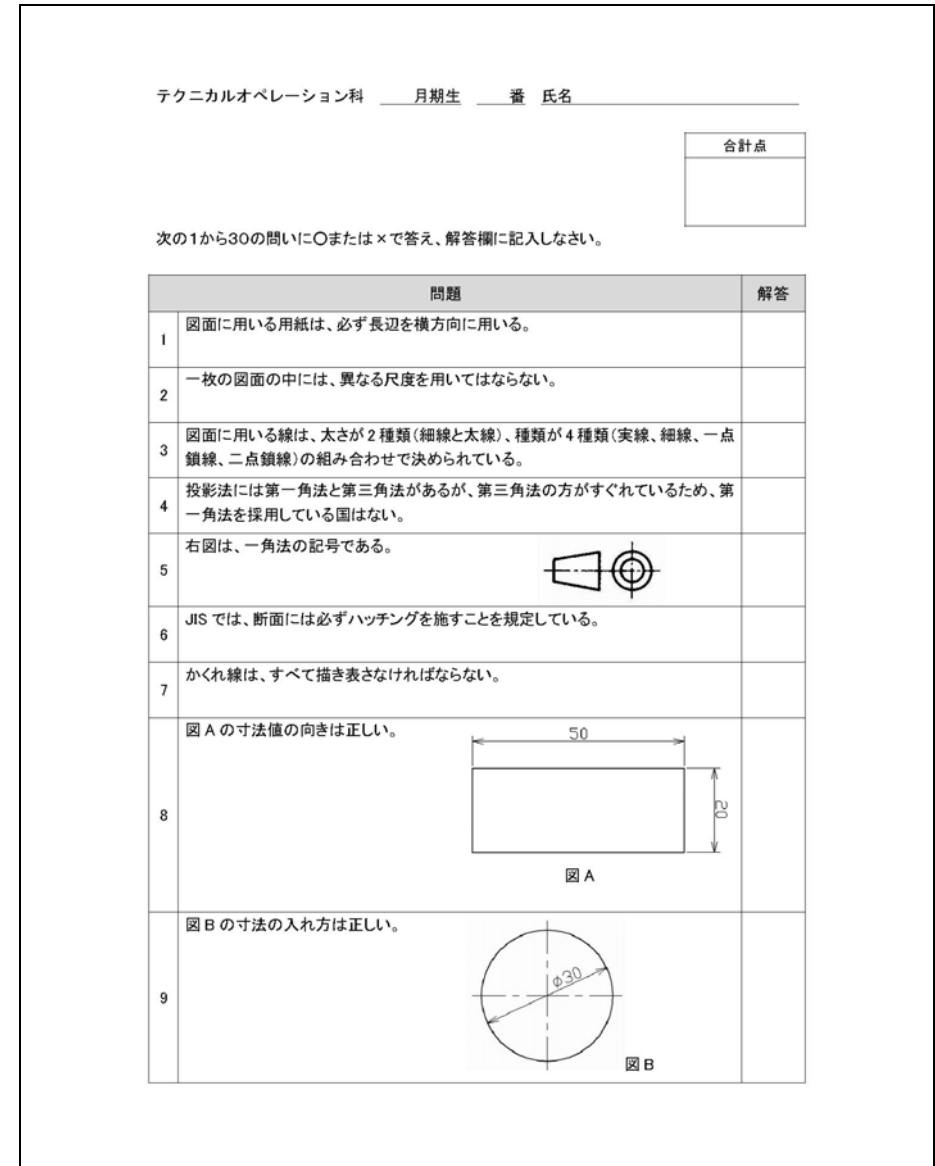 テクニカルオペレーション科　　月期生　　番　氏名
合計点
次の1から30の問いに○または×で答え、解答欄に記入しなさい。
問題　解答
1　図面に用いる用紙は、必ず長辺を横方向に用いる。
2　一枚の図面の中には、異なる尺度を用いてはならない。
3　図面に用いる線は、太さが2種類(細線と太線)、種類が4種類(実線、細線、一点
鎖線、二点鎖線)の組み合わせで決められている。
4　投影法には第一角法と第三角法があるが、第三角法の方がすぐれているため、第
一角法を採用している国はない。
5　右図は、一角法の記号である。
6　JISでは、断面には必ずハッチングを施すことを規定している。
7　かくれ線は、すべて描き表さなければならない。
8　図Aの寸法値の向きは正しい。
50
20
図A
9　図Bの寸法の入れ方は正しい。
φ30
図B